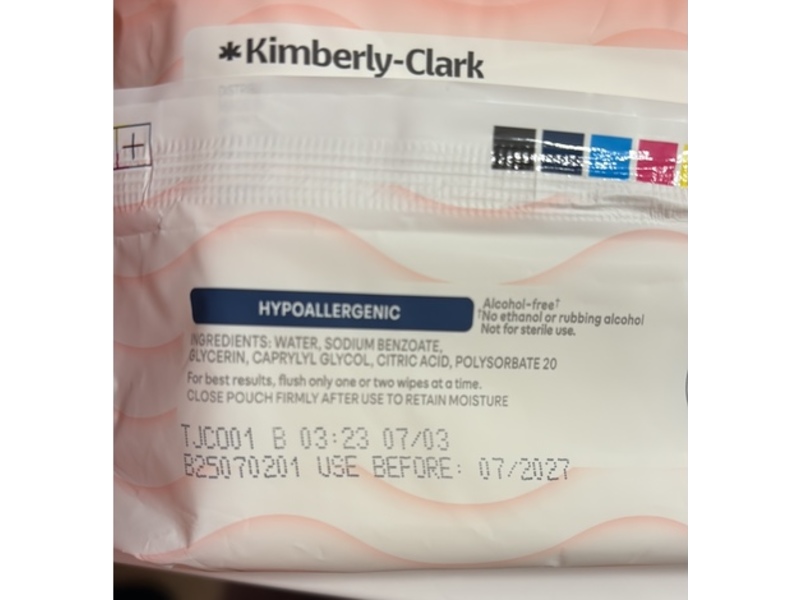 Kimberly-Clark
HYPOALLERGENIC
Alcohol-free†
†No ethanol or rubbing alcohol
Not for sterile use.
INGREDIENTS: WATER, SODIUM BENZOATE,
GLYCERIN, CAPRYLYL GLYCOL, CITRIC ACID, POLYSORBATE 20
For best results, flush only one or two wipes at a time.
CLOSE POUCH FIRMLY AFTER USE TO RETAIN MOISTURE
TJC001 B 03:23 07/03
B25070201 USE BEFORE: 07/2027